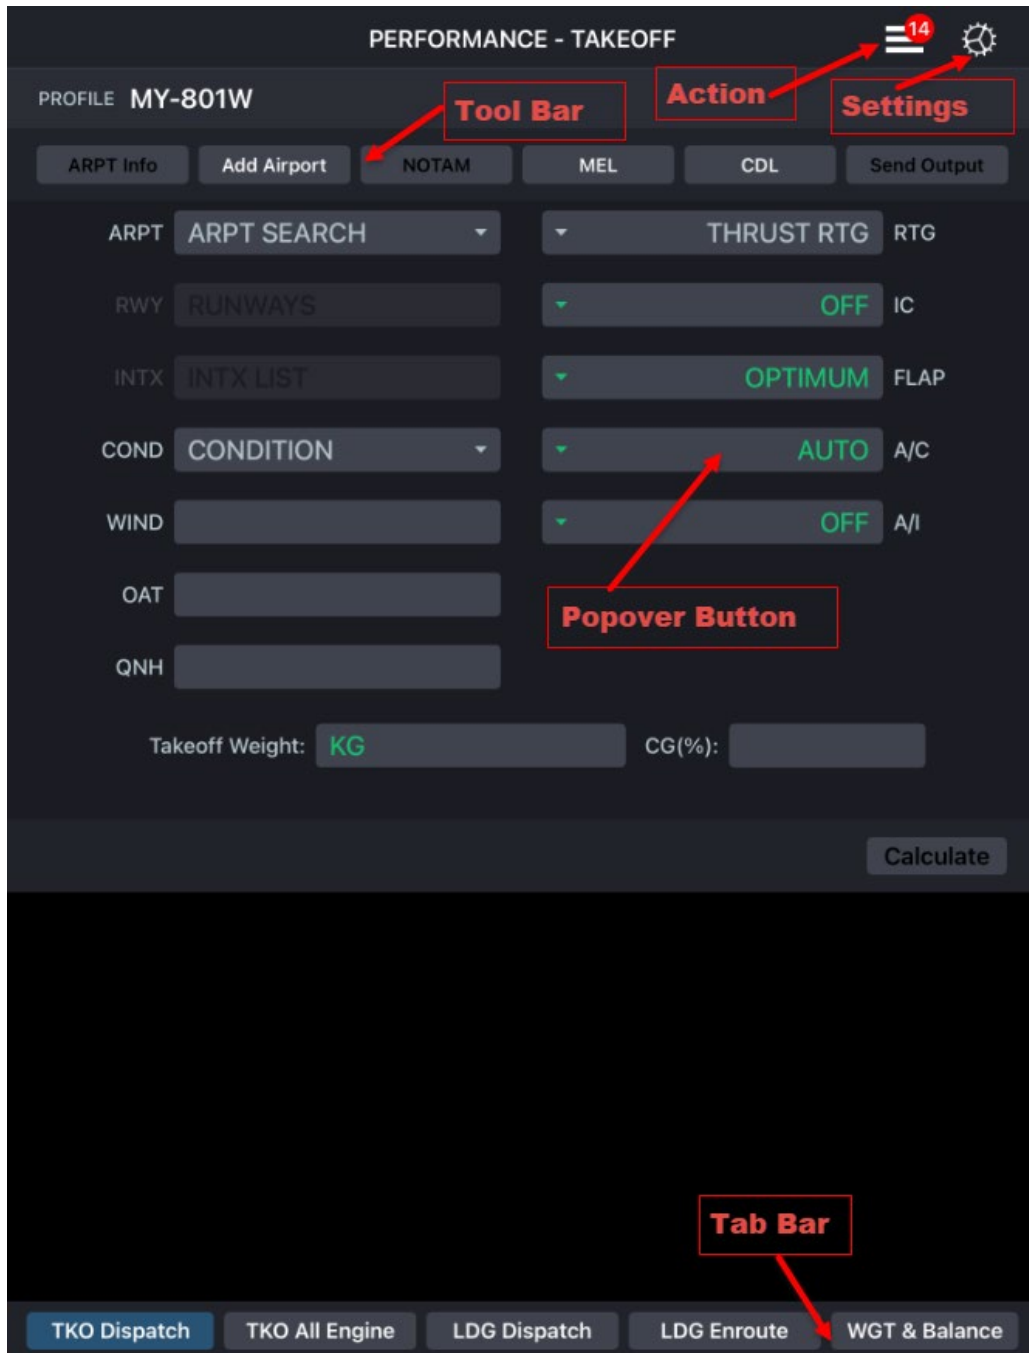 PERFORMANCE - TAKEOFF
14
PROFILE MY-801W
Tool Bar
Action
Settings
ARPT Info Add Airport NOTAM MEL CDL Send Output
ARPT ARPT SEARCH THRUST RTG RTG
RWY RUNWAYS OFF IC
INTX INTX LIST OPTIMUM FLAP
COND CONDITION AUTO A/C
WIND OFF A/I
OAT
Popover Button
QNH
Takeoff Weight: KG CG(%):
Calculate
Tab Bar
TKO Dispatch TKO All Engine LDG Dispatch LDG Enroute WGT & Balance